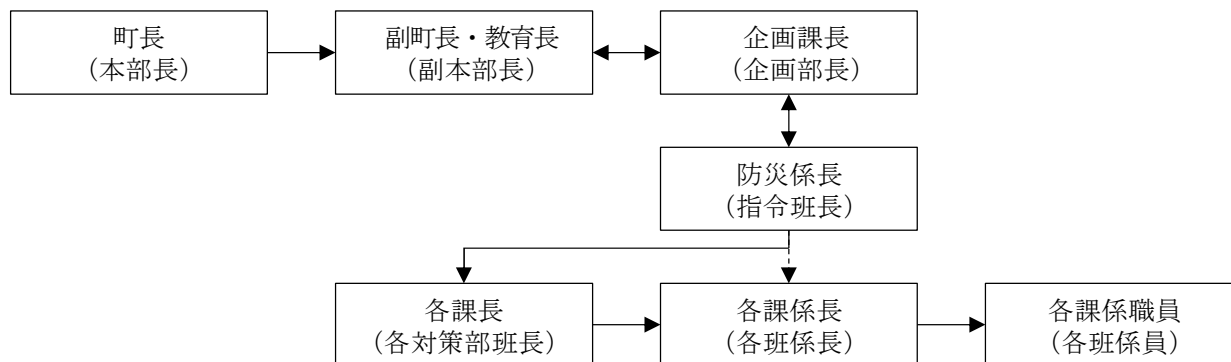 町長
（本部長）
副町長・教育長
（副本部長）
企画課長
（企画部長）
防災係長
（指令班長）
各課長
（各対策部班長）
各課係長
（各班係長）
各課係職員
（各班係員）